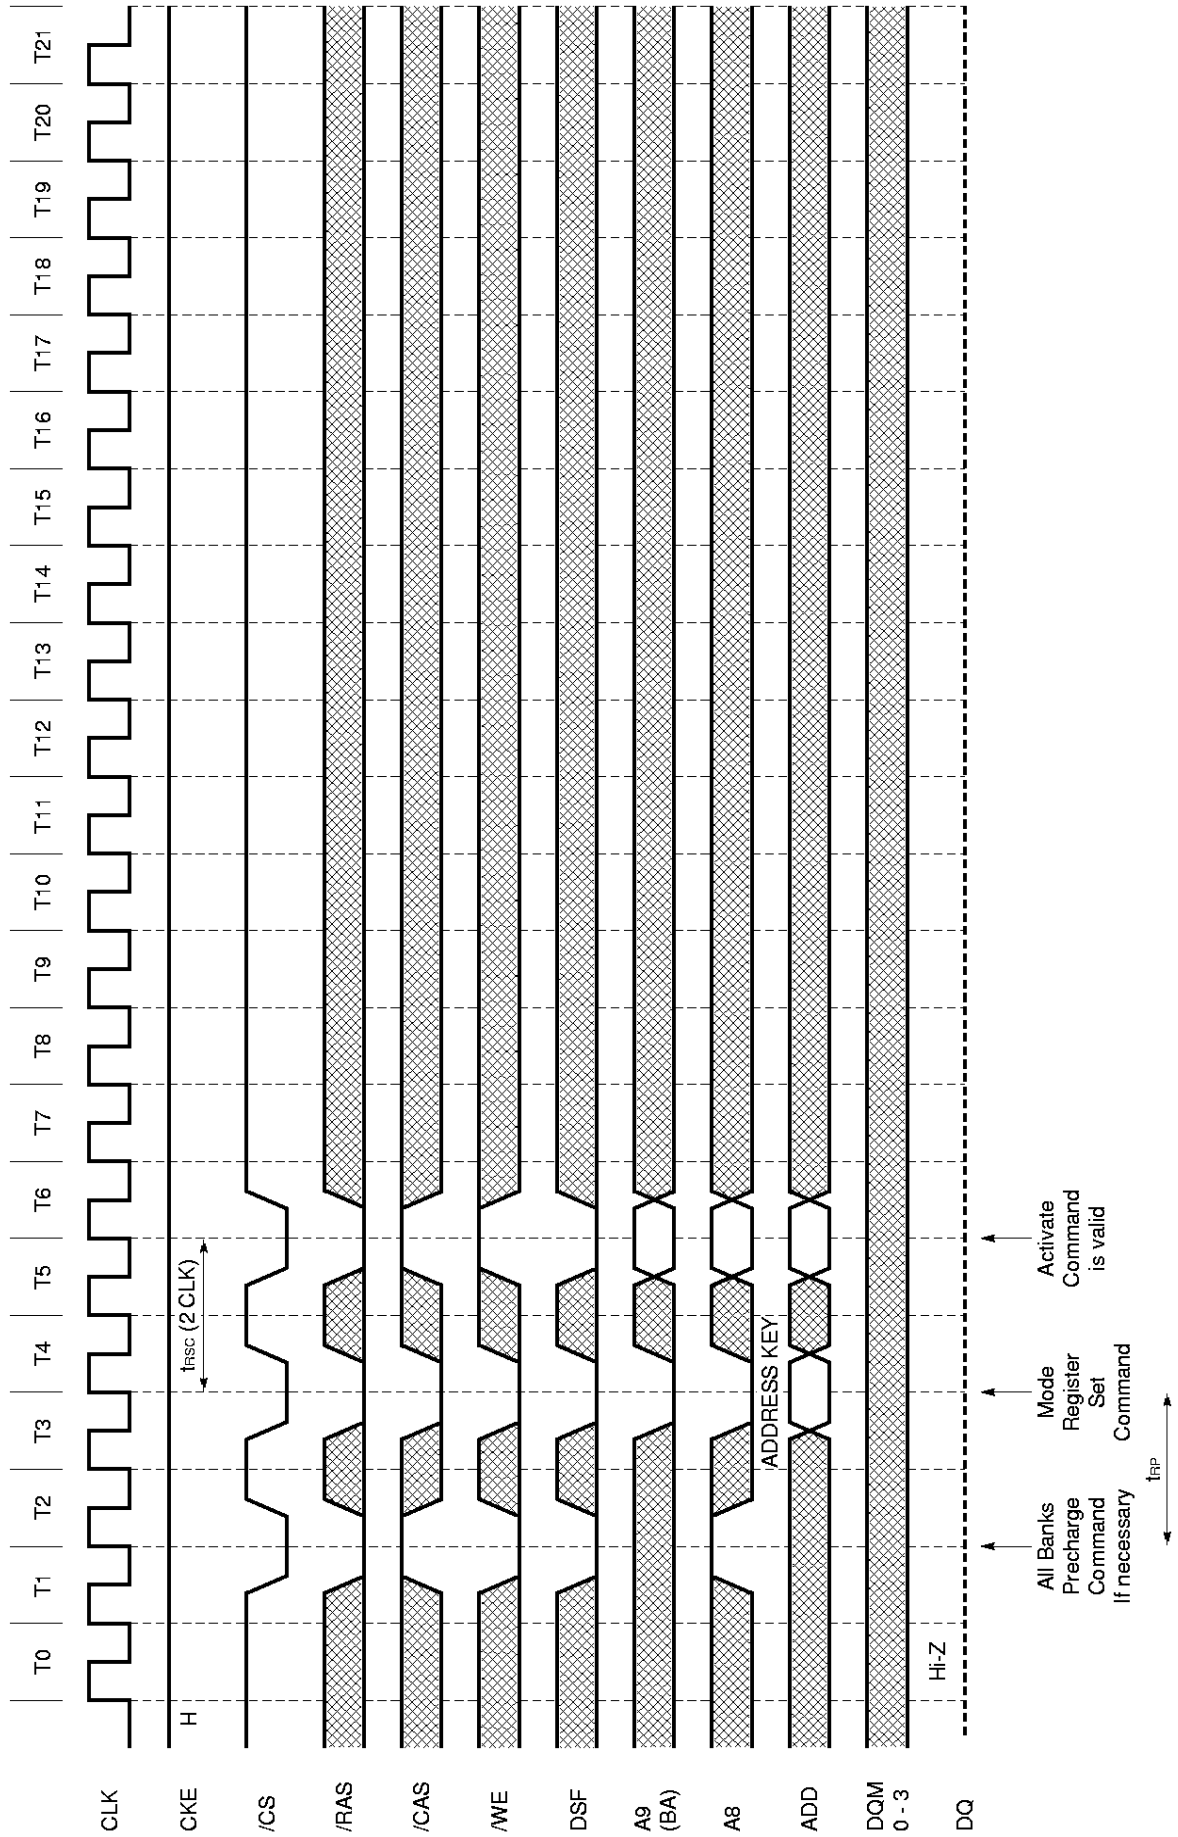 T0 T1 T2 T3 T4 T5 T6 T7 T8 T9 T10 T11 T12 T13 T14 T15 T16 T17 T18 T19 T20 T21
CLK
CKE
H
tRSC (2 CLK)
/CS
/RAS
/CAS
/WE
DSF
A9
(BA)
A8
ADDRESS KEY
ADD
DQM
0 - 3
Hi-Z
DQ
All Banks
Precharge
Command
If necessary
Mode
Register
Set
Command
Activate
Command
is valid
tRP